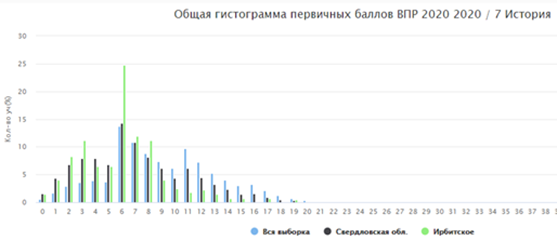 Общая гистограмма первичных баллов ВПР 2020 2020 / 7 История
30
25
20
15
10
5
0
Кол-во уч(%)
0 1 2 3 4 5 6 7 8 9 10 11 12 13 14 15 16 17 18 19 20 21 22 23 24 25 26 27 28 29 30 31 32 33 34 35 36 37 38
Вся выборка Свердловская обл. Ирбитское